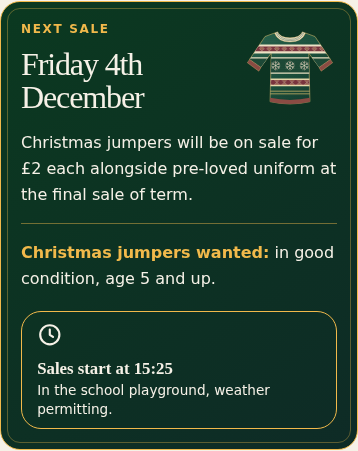 NEXT SALE
Friday 4th
December
Christmas jumpers will be on sale for
£2 each alongside pre-loved uniform at
the final sale of term.
Christmas jumpers wanted: in good
condition, age 5 and up.
Sales start at 15:25
In the school playground, weather
permitting.